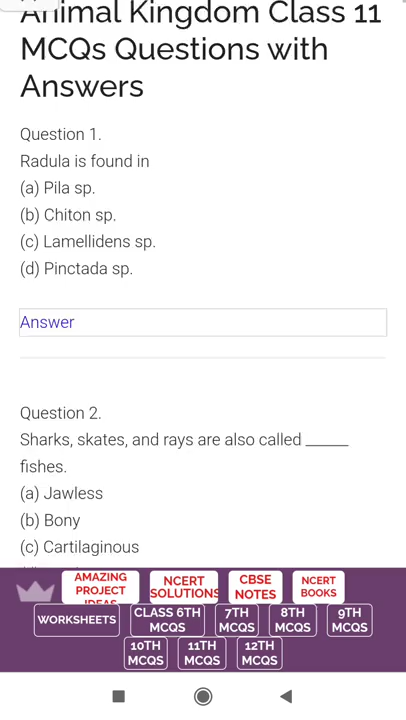 Animal Kingdom Class 11
MCQs Questions with
Answers
Question 1.
Radula is found in
(a) Pila sp.
(b) Chiton sp.
(c) Lamellidens sp.
(d) Pinctada sp.
Answer
Question 2.
Sharks, skates, and rays are also called ______
fishes.
(a) Jawless
(b) Bony
(c) Cartilaginous
AMAZING
PROJECT
IDEAS
NCERT
SOLUTIONS
CBSE
NOTES
NCERT
BOOKS
WORKSHEETS
CLASS 6TH
MCQS
7TH
MCQS
8TH
MCQS
9TH
MCQS
10TH
MCQS
11TH
MCQS
12TH
MCQS